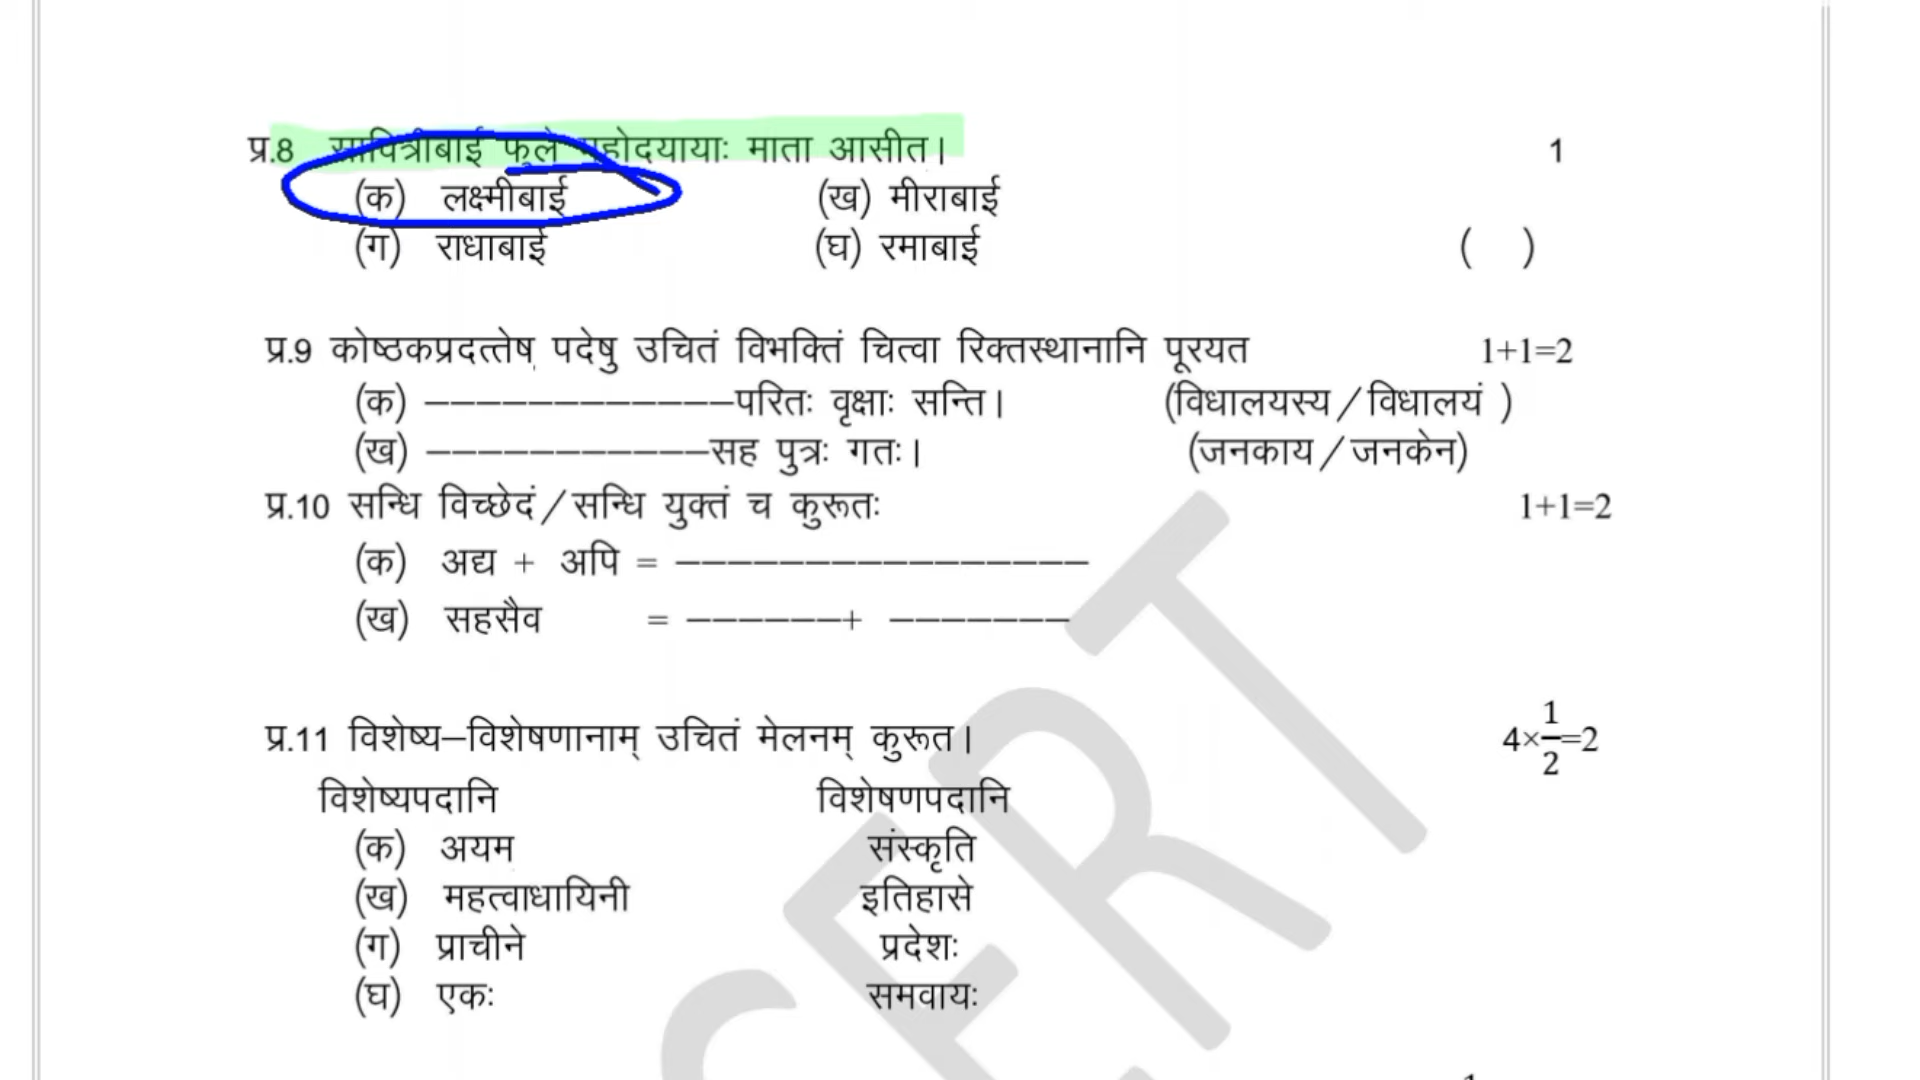 प्र.8 सावित्रीबाई फुले महोदयायाः माता आसीत। 1
(क) लक्ष्मीबाई (ख) मीराबाई
(ग) राधाबाई (घ) रमाबाई ( )
प्र.9 कोष्ठकप्रदत्तेष् पदेषु उचितं विभक्तिं चित्वा रिक्तस्थानानि पूरयत 1+1=2
(क) ————————————परितः वृक्षाः सन्ति। (विधालयस्य/विधालयं )
(ख) ———————————सह पुत्रः गतः। (जनकाय/जनकेन)
प्र.10 सन्धि विच्छेदं/सन्धि युक्तं च कुरूतः 1+1=2
(क) अद्य + अपि = ————————————————
(ख) सहसैव = ——————+ ———————
प्र.11 विशेष्य–विशेषणानाम् उचितं मेलनम् कुरूत। 4×1/2=2
विशेष्यपदानि विशेषणपदानि
(क) अयम संस्कृति
(ख) महत्वाधायिनी इतिहासे
(ग) प्राचीने प्रदेशः
(घ) एकः समवायः
CERT